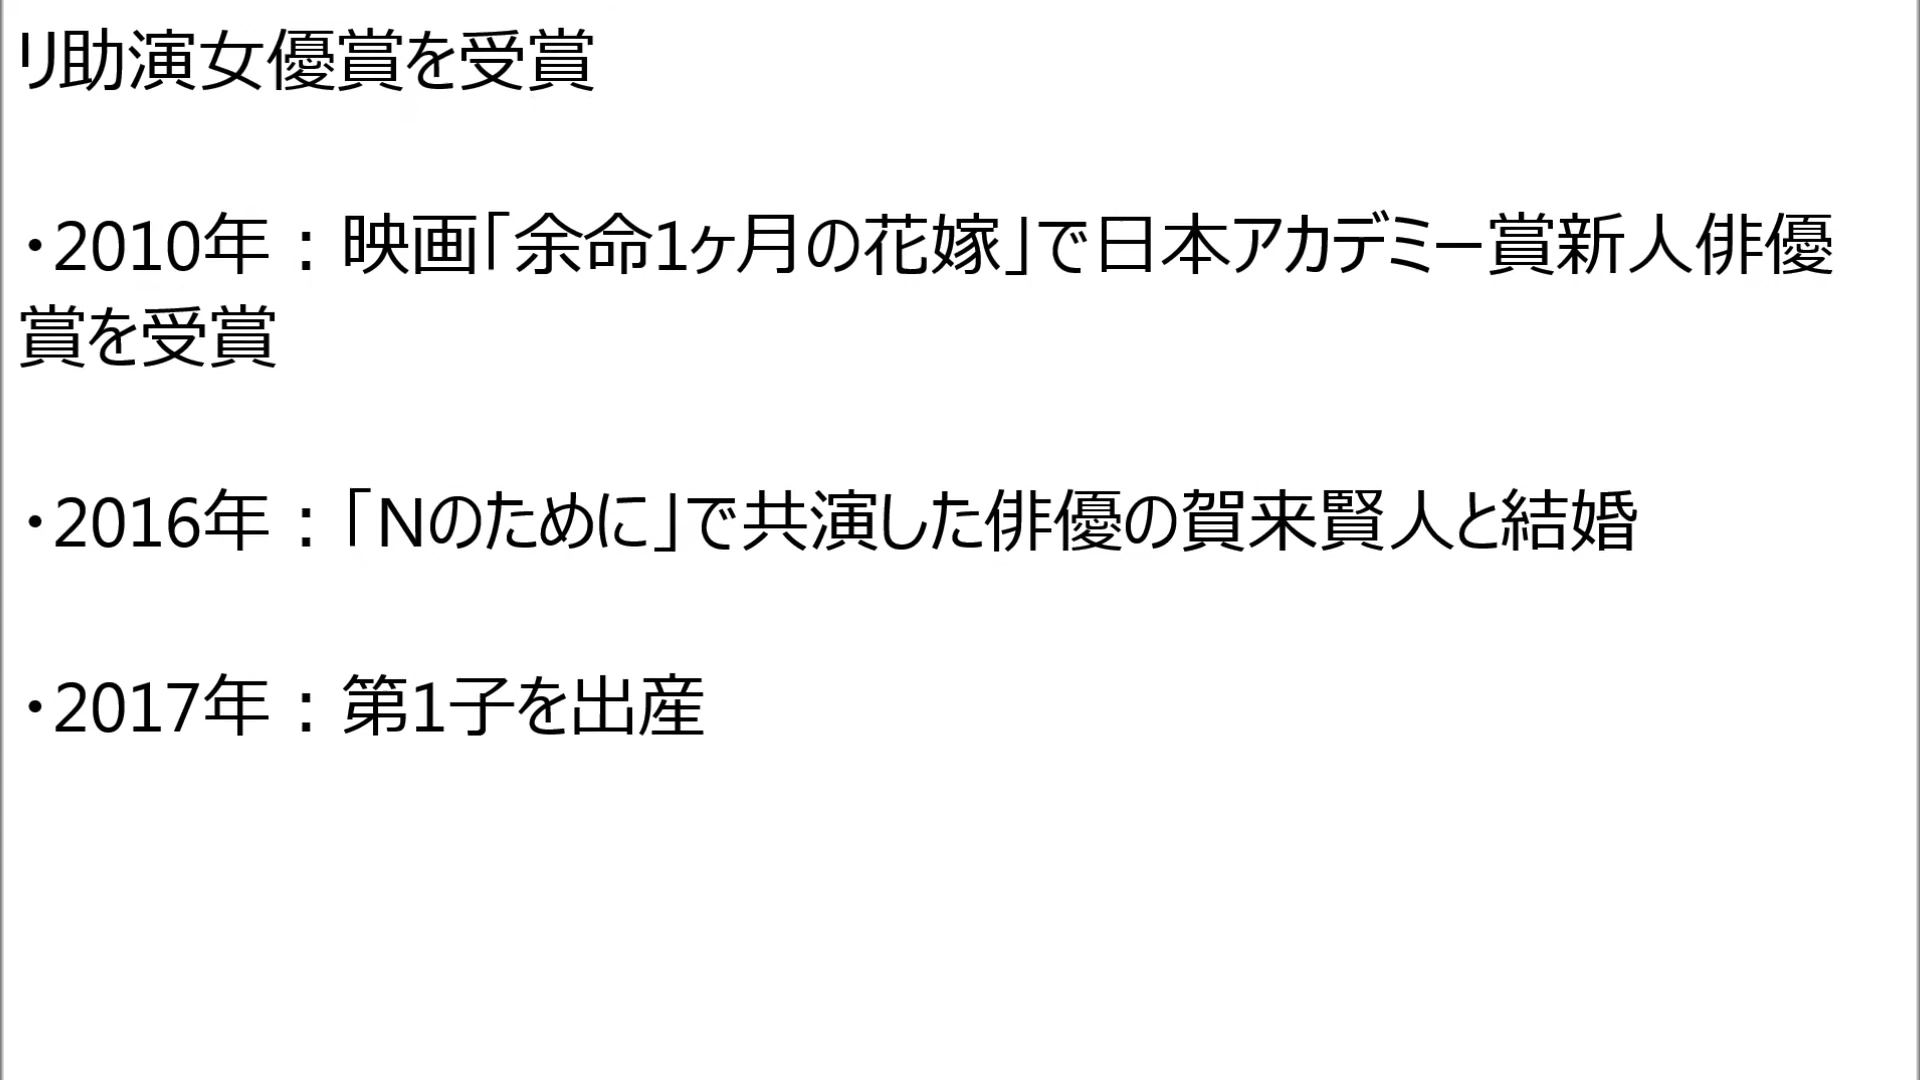 リ助演女優賞を受賞
・2010年：映画「余命1ヶ月の花嫁」で日本アカデミー賞新人俳優
賞を受賞
・2016年：「Nのために」で共演した俳優の賀来賢人と結婚
・2017年：第1子を出産